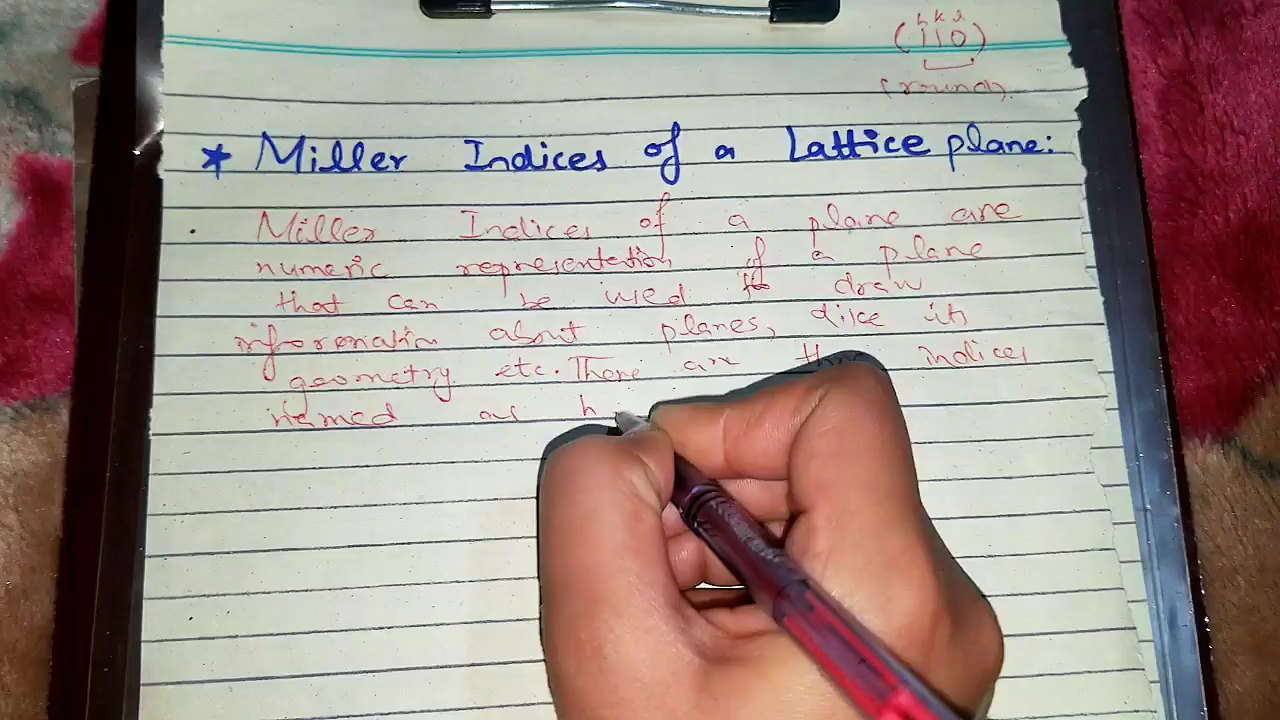 h k l
(110)
(round)
* Miller Indices of a Lattice plane:
. Miller Indices of a plane are
numeric representation of a plane
that can be used to draw
information about planes, like its
geometry etc. There are three indices
named as h